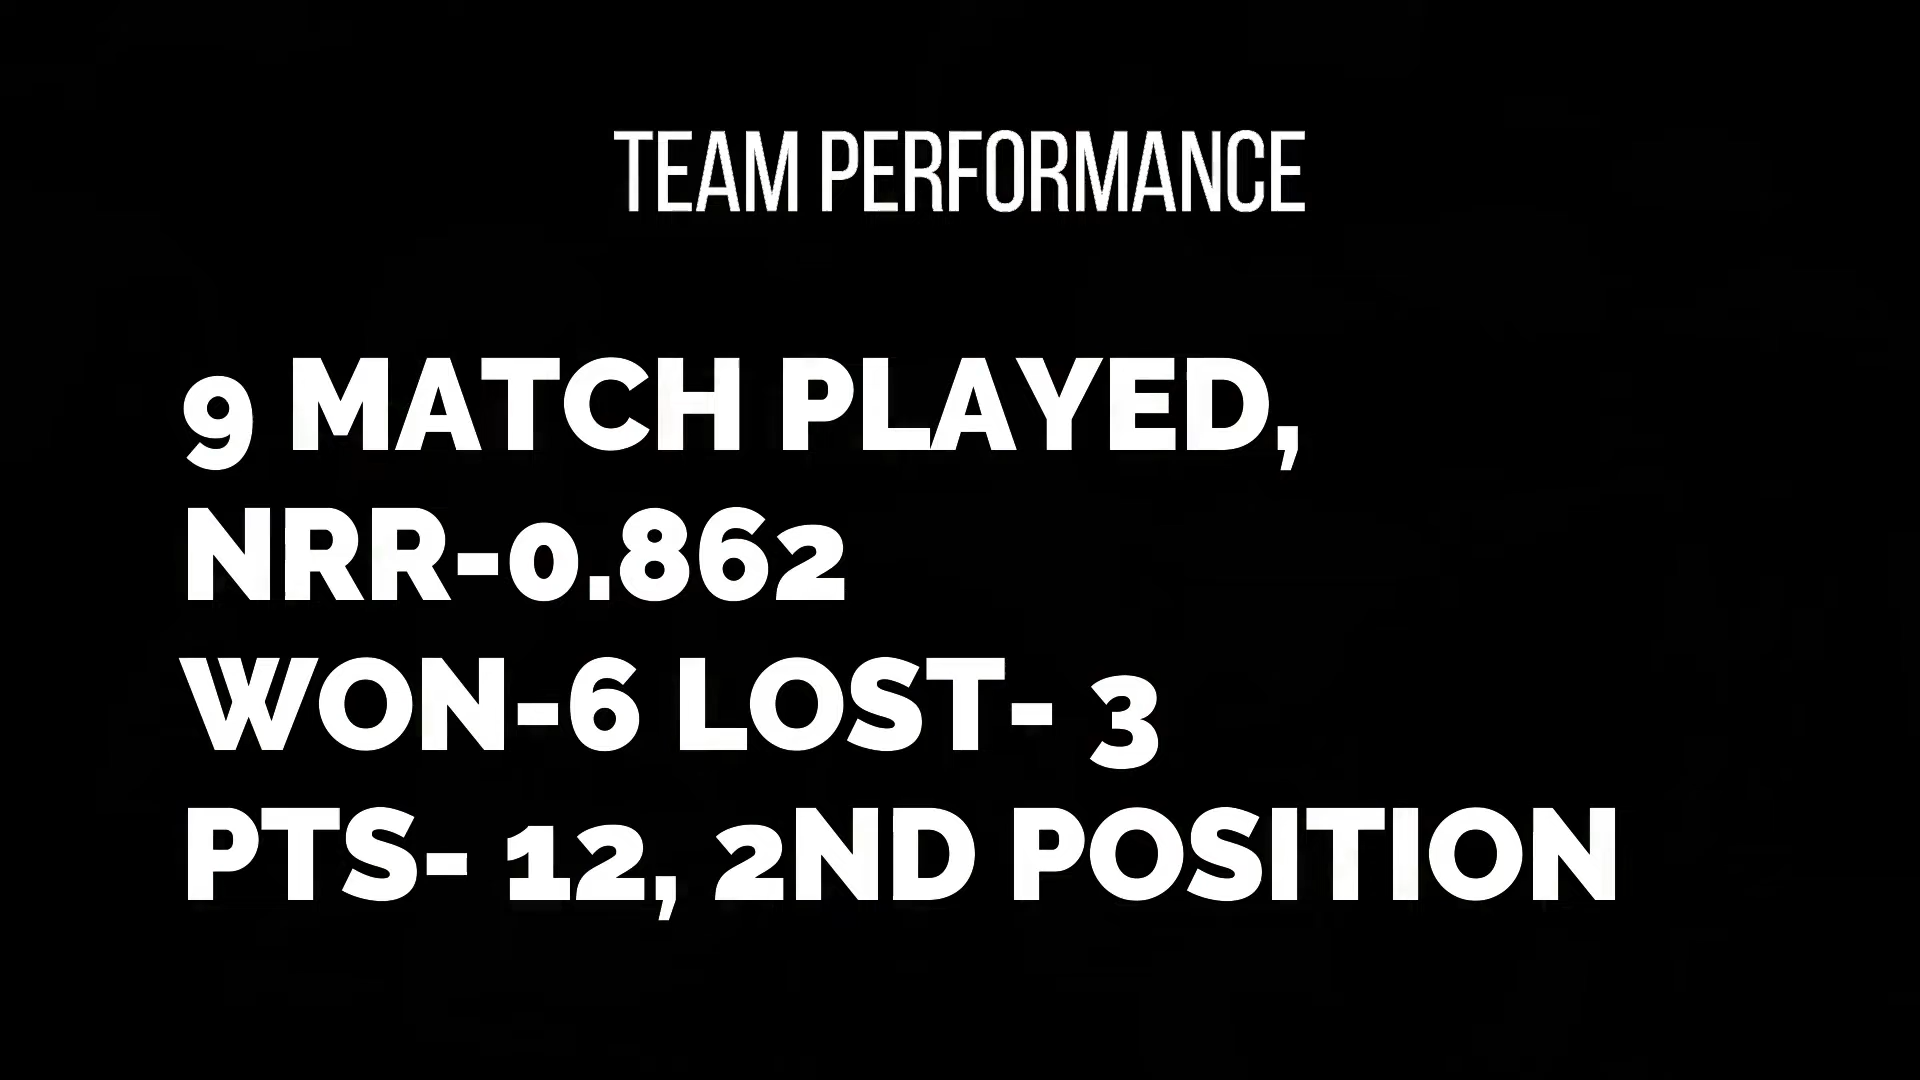 TEAM PERFORMANCE
9 MATCH PLAYED,
NRR-0.862
WON-6 LOST- 3
PTS- 12, 2ND POSITION